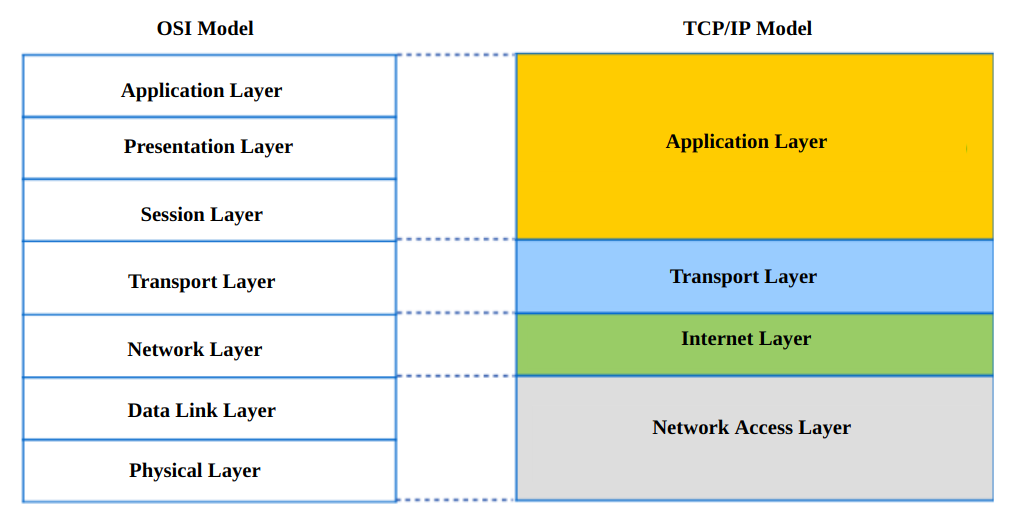 OSI Model
TCP/IP Model
Application Layer
Presentation Layer
Session Layer
Transport Layer
Network Layer
Data Link Layer
Physical Layer
Application Layer
Transport Layer
Internet Layer
Network Access Layer